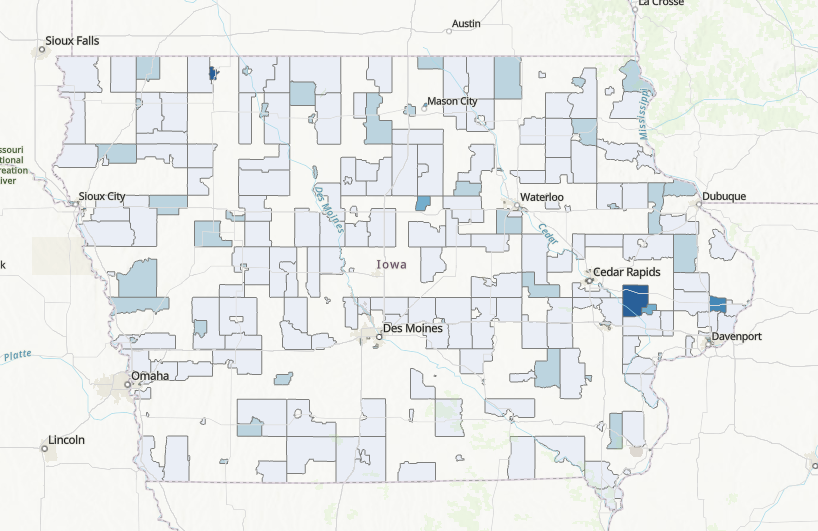 La Crosse
Austin
Sioux Falls
Mason City
Mississippi
ssouri
tional
reation
iver
Sioux City
Des Moines
Waterloo
Dubuque
Cedar
Iowa
k
Cedar Rapids
Des Moines
Davenport
Platte
Omaha
Lincoln